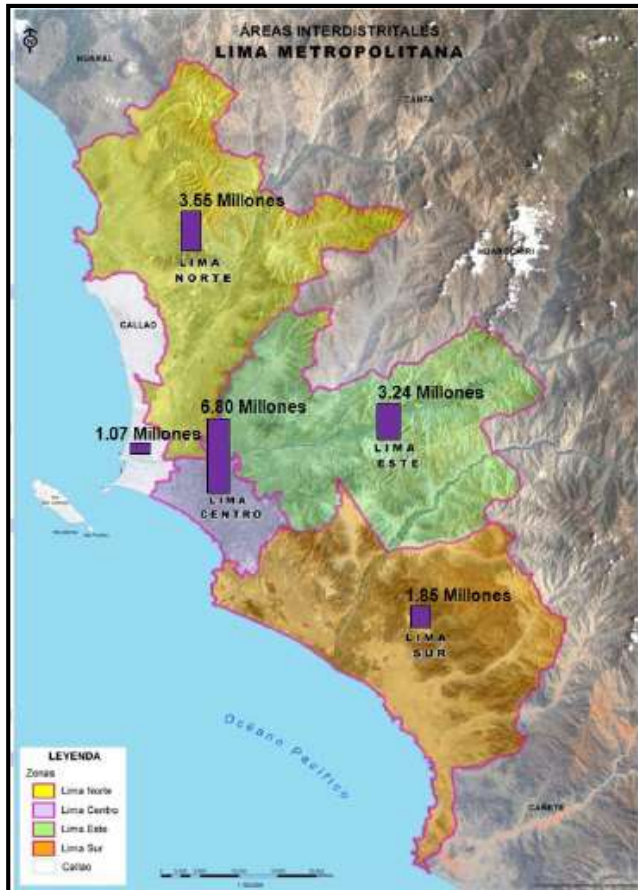 ÁREAS INTERDISTRITALES
LIMA METROPOLITANA
HUARAL
CANTA
3.55 Millones
LIMA
NORTE
HUAROCHIRI
CALLAO
3.24 Millones
6.80 Millones
1.07 Millones
LIMA
ESTE
LIMA
CENTRO
1.85 Millones
LIMA
SUR
Océano Pacífico
LEYENDA
Zonas
Lima Norte
Lima Centro
Lima Este
Lima Sur
Callao
CAÑETE